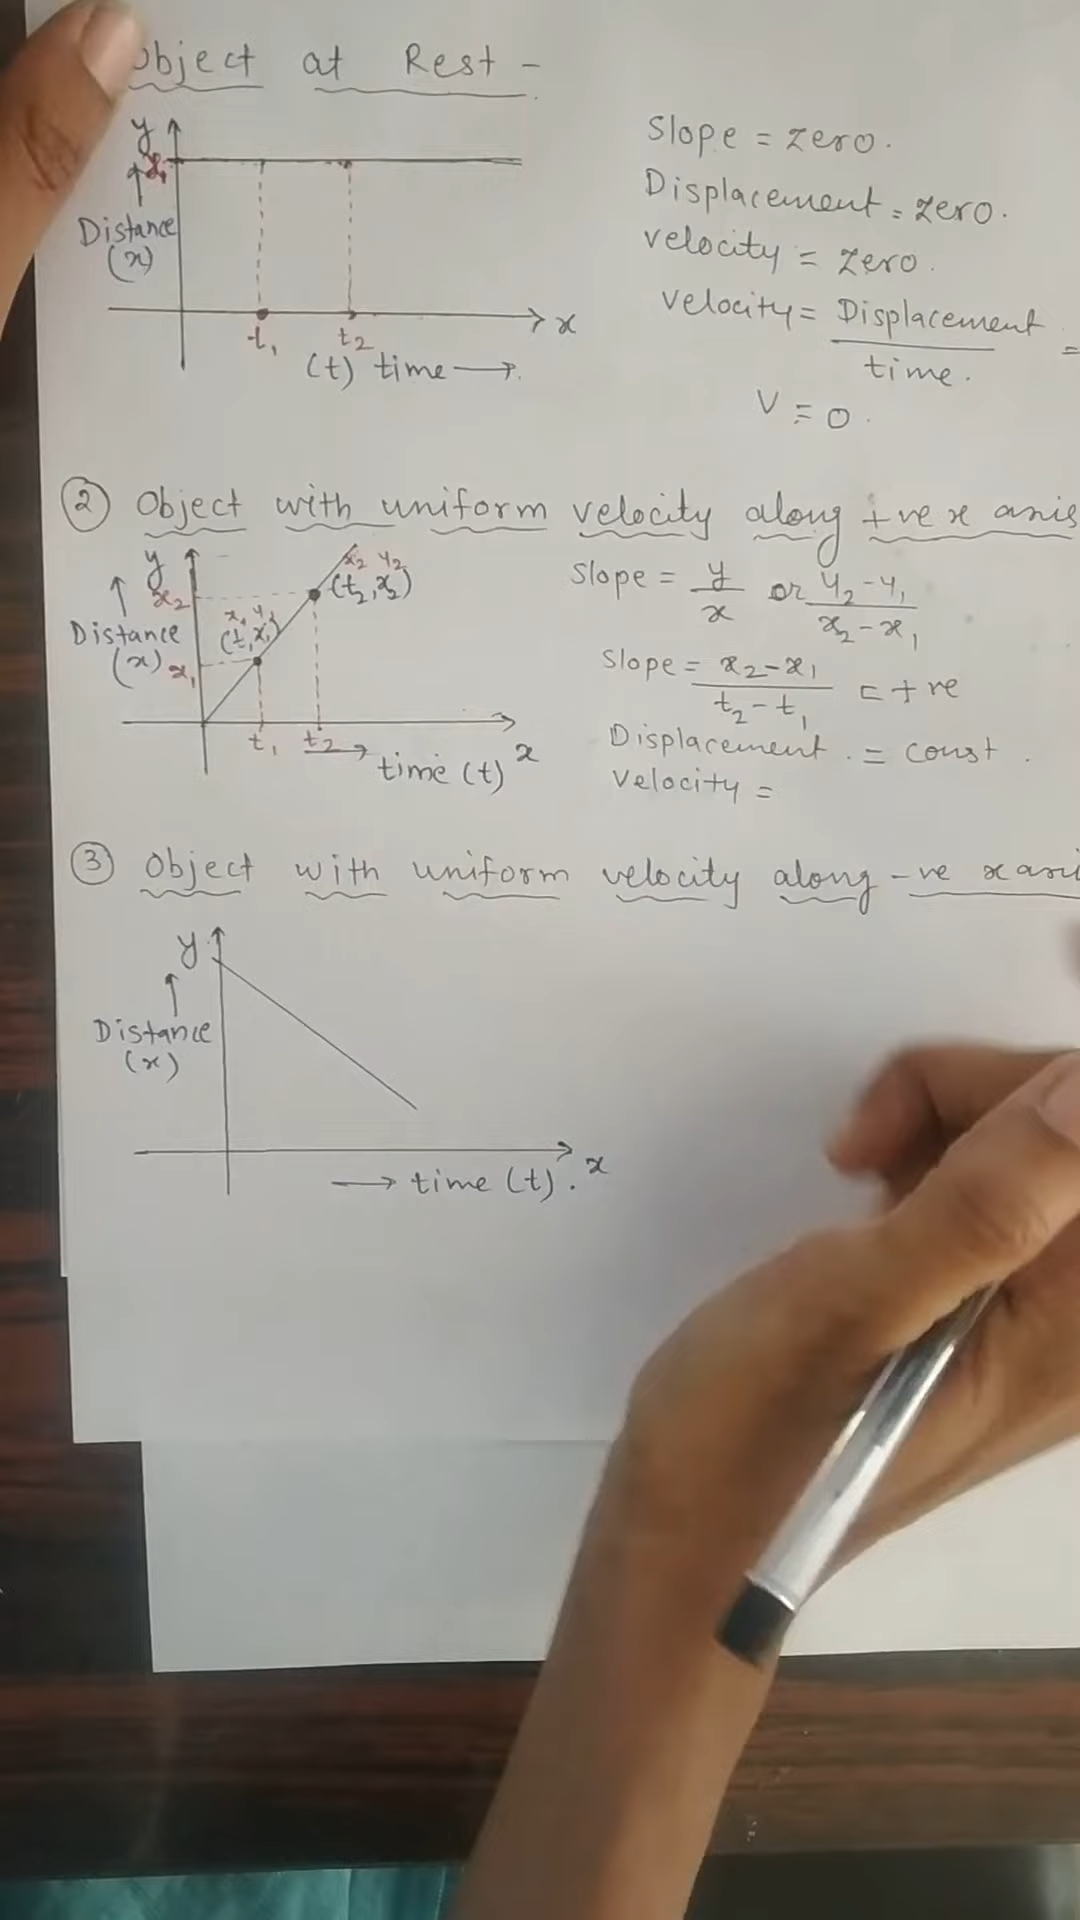 Object at Rest -
y
x₁
Distance
(x)
t₁ t₂
x
(t) time →
Slope = zero.
Displacement = zero.
velocity = zero.
velocity = Displacement =
time.
V = 0.
② Object with uniform velocity along +ve x axis
y
x₂
Distance
(x) x₁
x₂ y₂
(t₂, x₂)
x₁ y₁
(t₁, x₁)
t₁ t₂
time (t) x
Slope = y/x or y₂-y₁/x₂-x₁
Slope = x₂-x₁/t₂-t₁ = +ve
Displacement. = const.
Velocity =
③ Object with uniform velocity along -ve x axi
y
Distance
(x)
→ time (t). x